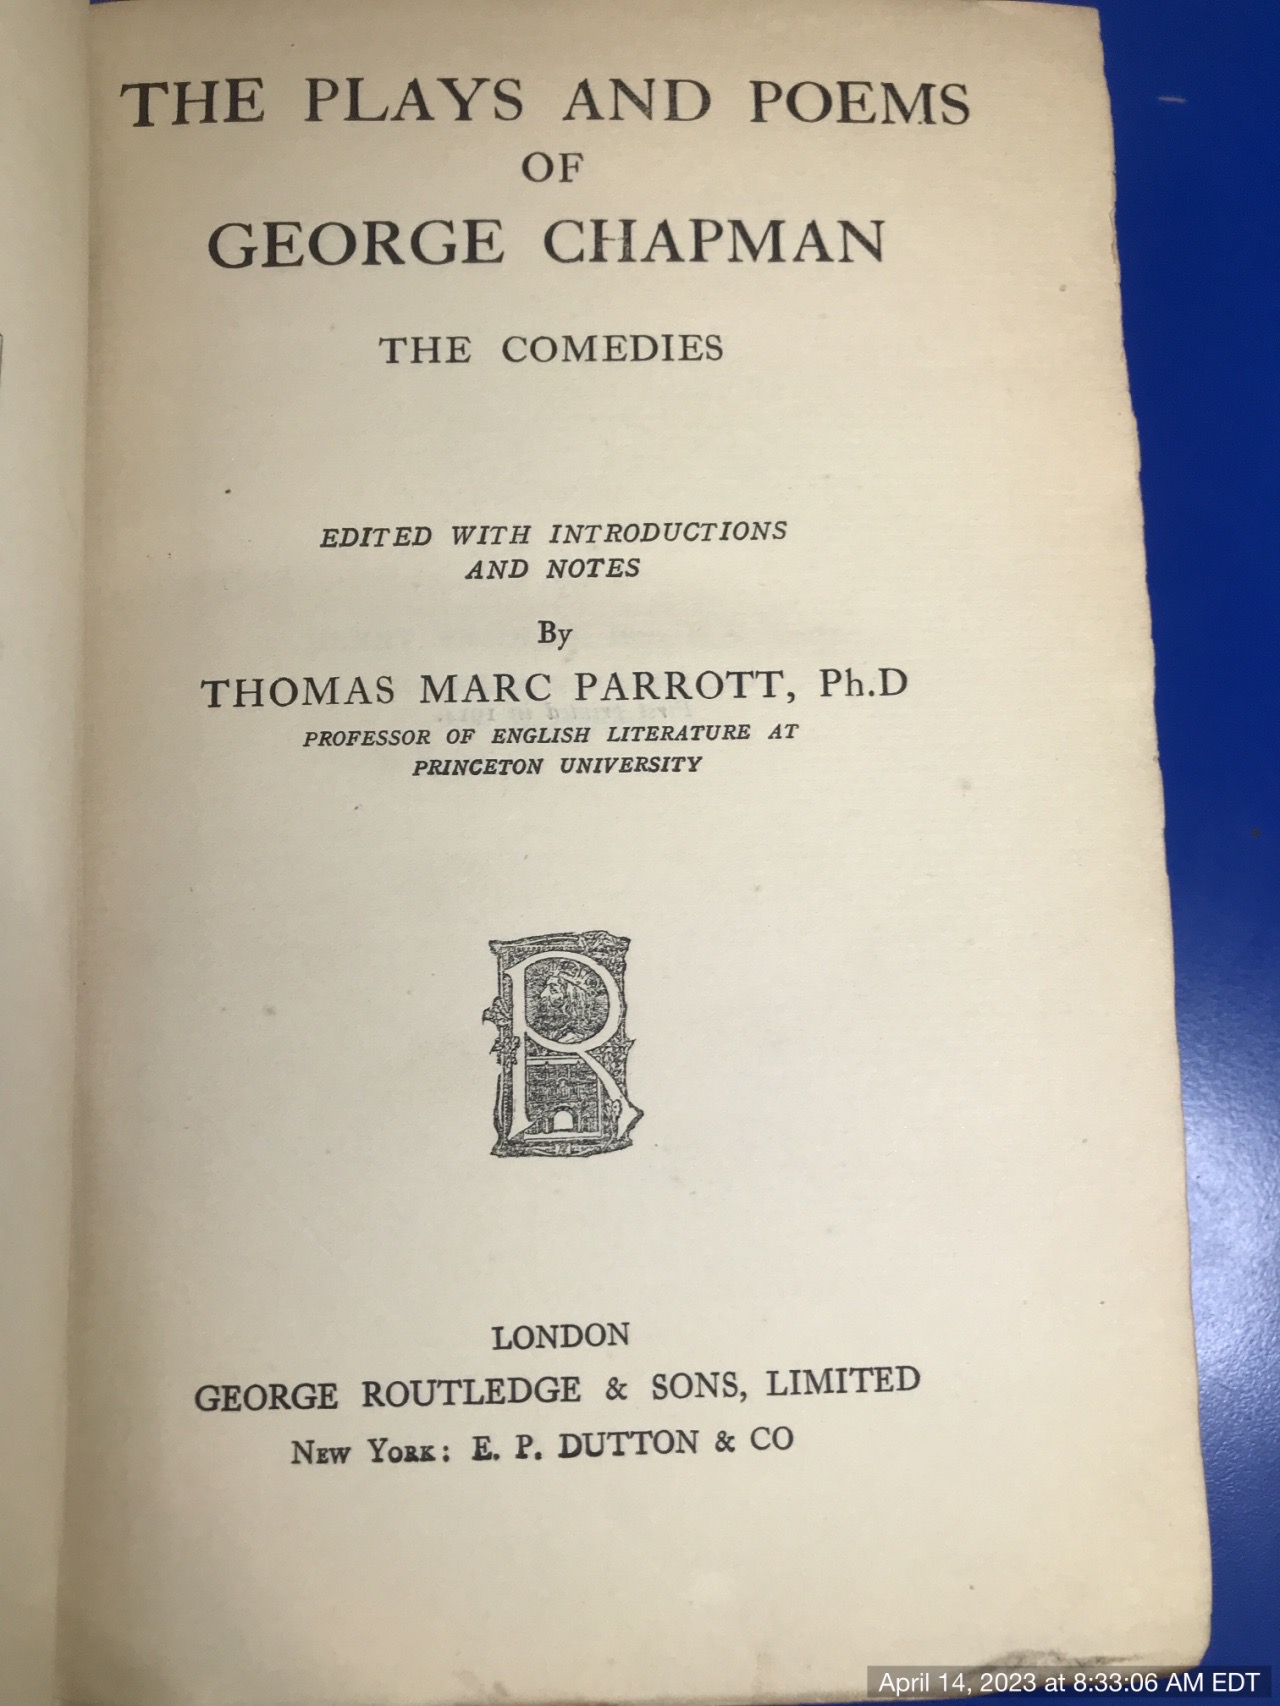 THE PLAYS AND POEMS
OF
GEORGE CHAPMAN
THE COMEDIES
EDITED WITH INTRODUCTIONS
AND NOTES
By
THOMAS MARC PARROTT, Ph.D
PROFESSOR OF ENGLISH LITERATURE AT
PRINCETON UNIVERSITY
R
LONDON
GEORGE ROUTLEDGE & SONS, LIMITED
NEW YORK: E. P. DUTTON & CO
April 14, 2023 at 8:33:06 AM EDT